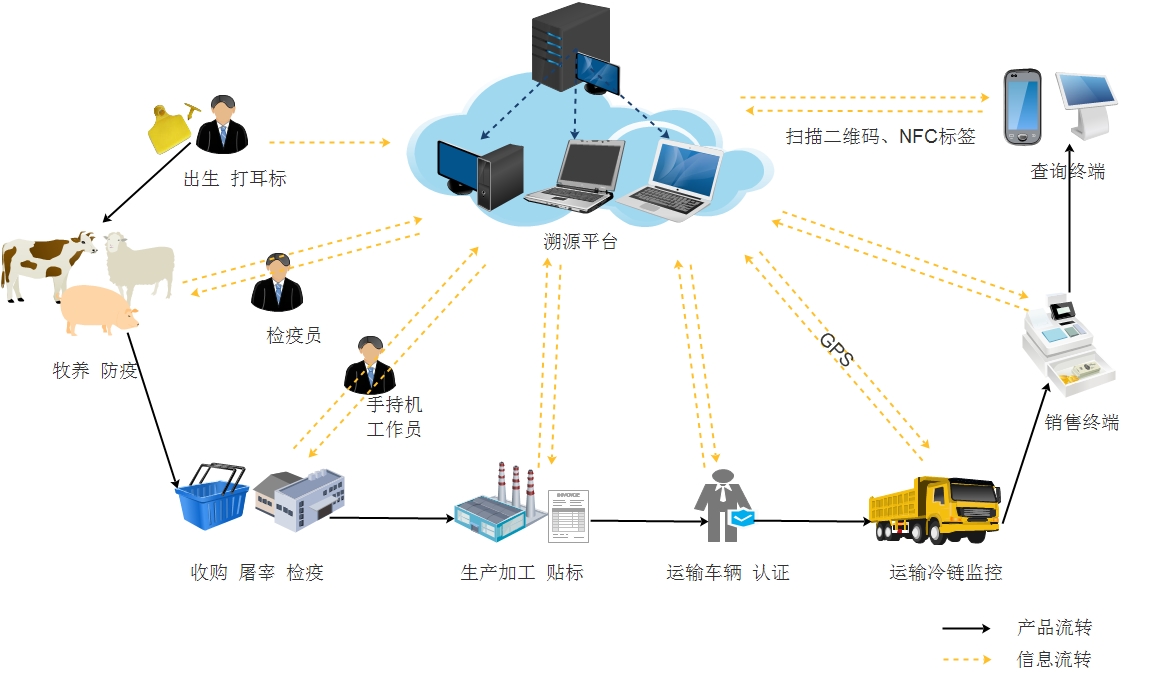 扫描二维码、NFC标签
查询终端
出生 打耳标
溯源平台
检疫员
GPS
牧养 防疫
手持机
工作员
销售终端
INVOICE
收购 屠宰 检疫
生产加工 贴标
运输车辆 认证
运输冷链监控
产品流转
信息流转